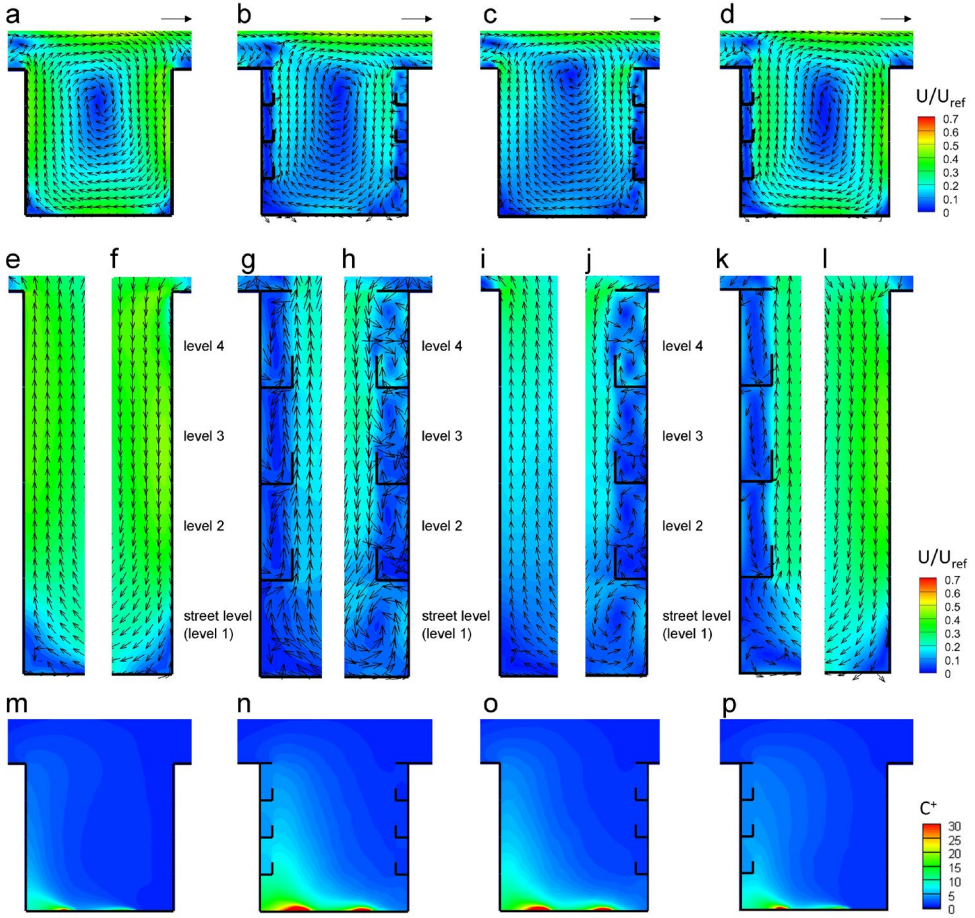 a b c d
U/Uref
0.7
0.6
0.5
0.4
0.3
0.2
0.1
0
e f g h i j k l
level 4 level 4 level 4
level 3 level 3 level 3
level 2 level 2 level 2
street level street level street level
(level 1) (level 1) (level 1)
U/Uref
0.7
0.6
0.5
0.4
0.3
0.2
0.1
0
m n o p
C+
30
25
20
15
10
5
0